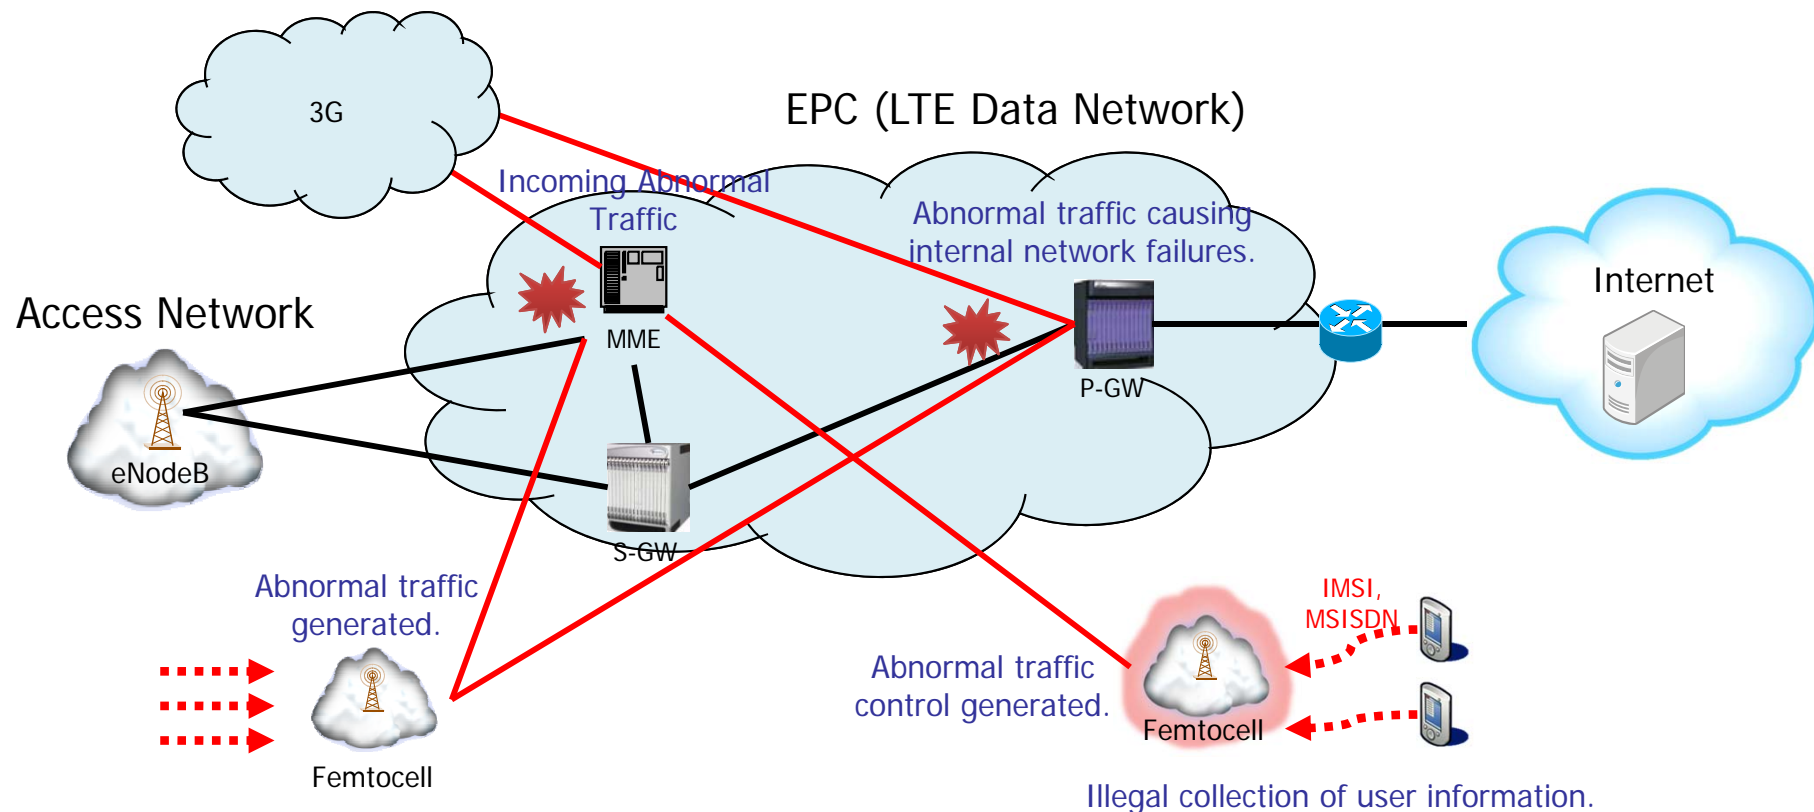 3G
EPC (LTE Data Network)
Incoming Abnormal
Traffic
Abnormal traffic causing
internal network failures.
Internet
Access Network
MME
P-GW
eNodeB
S-GW
Abnormal traffic
generated.
IMSI,
MSISDN
Abnormal traffic
control generated.
Femtocell
Femtocell
Illegal collection of user information.